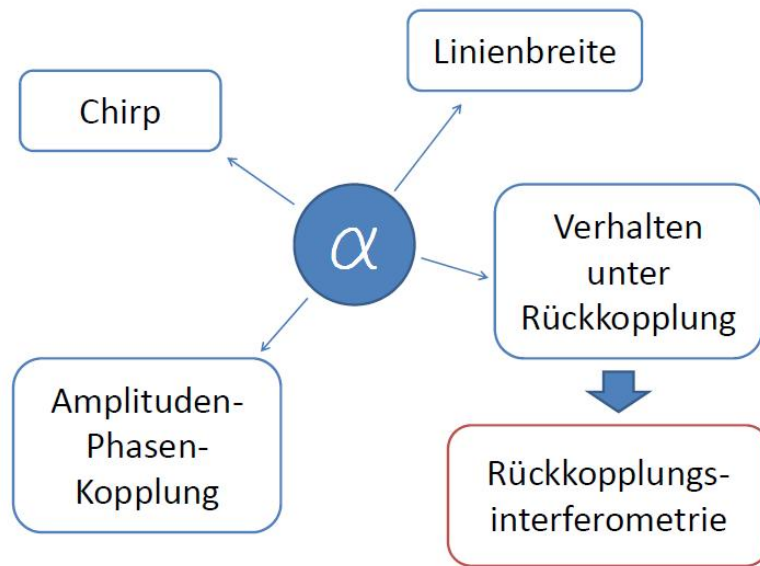 Linienbreite
Chirp
α
Verhalten
unter
Rückkopplung
Amplituden-
Phasen-
Kopplung
Rückkopplungs-
interferometrie